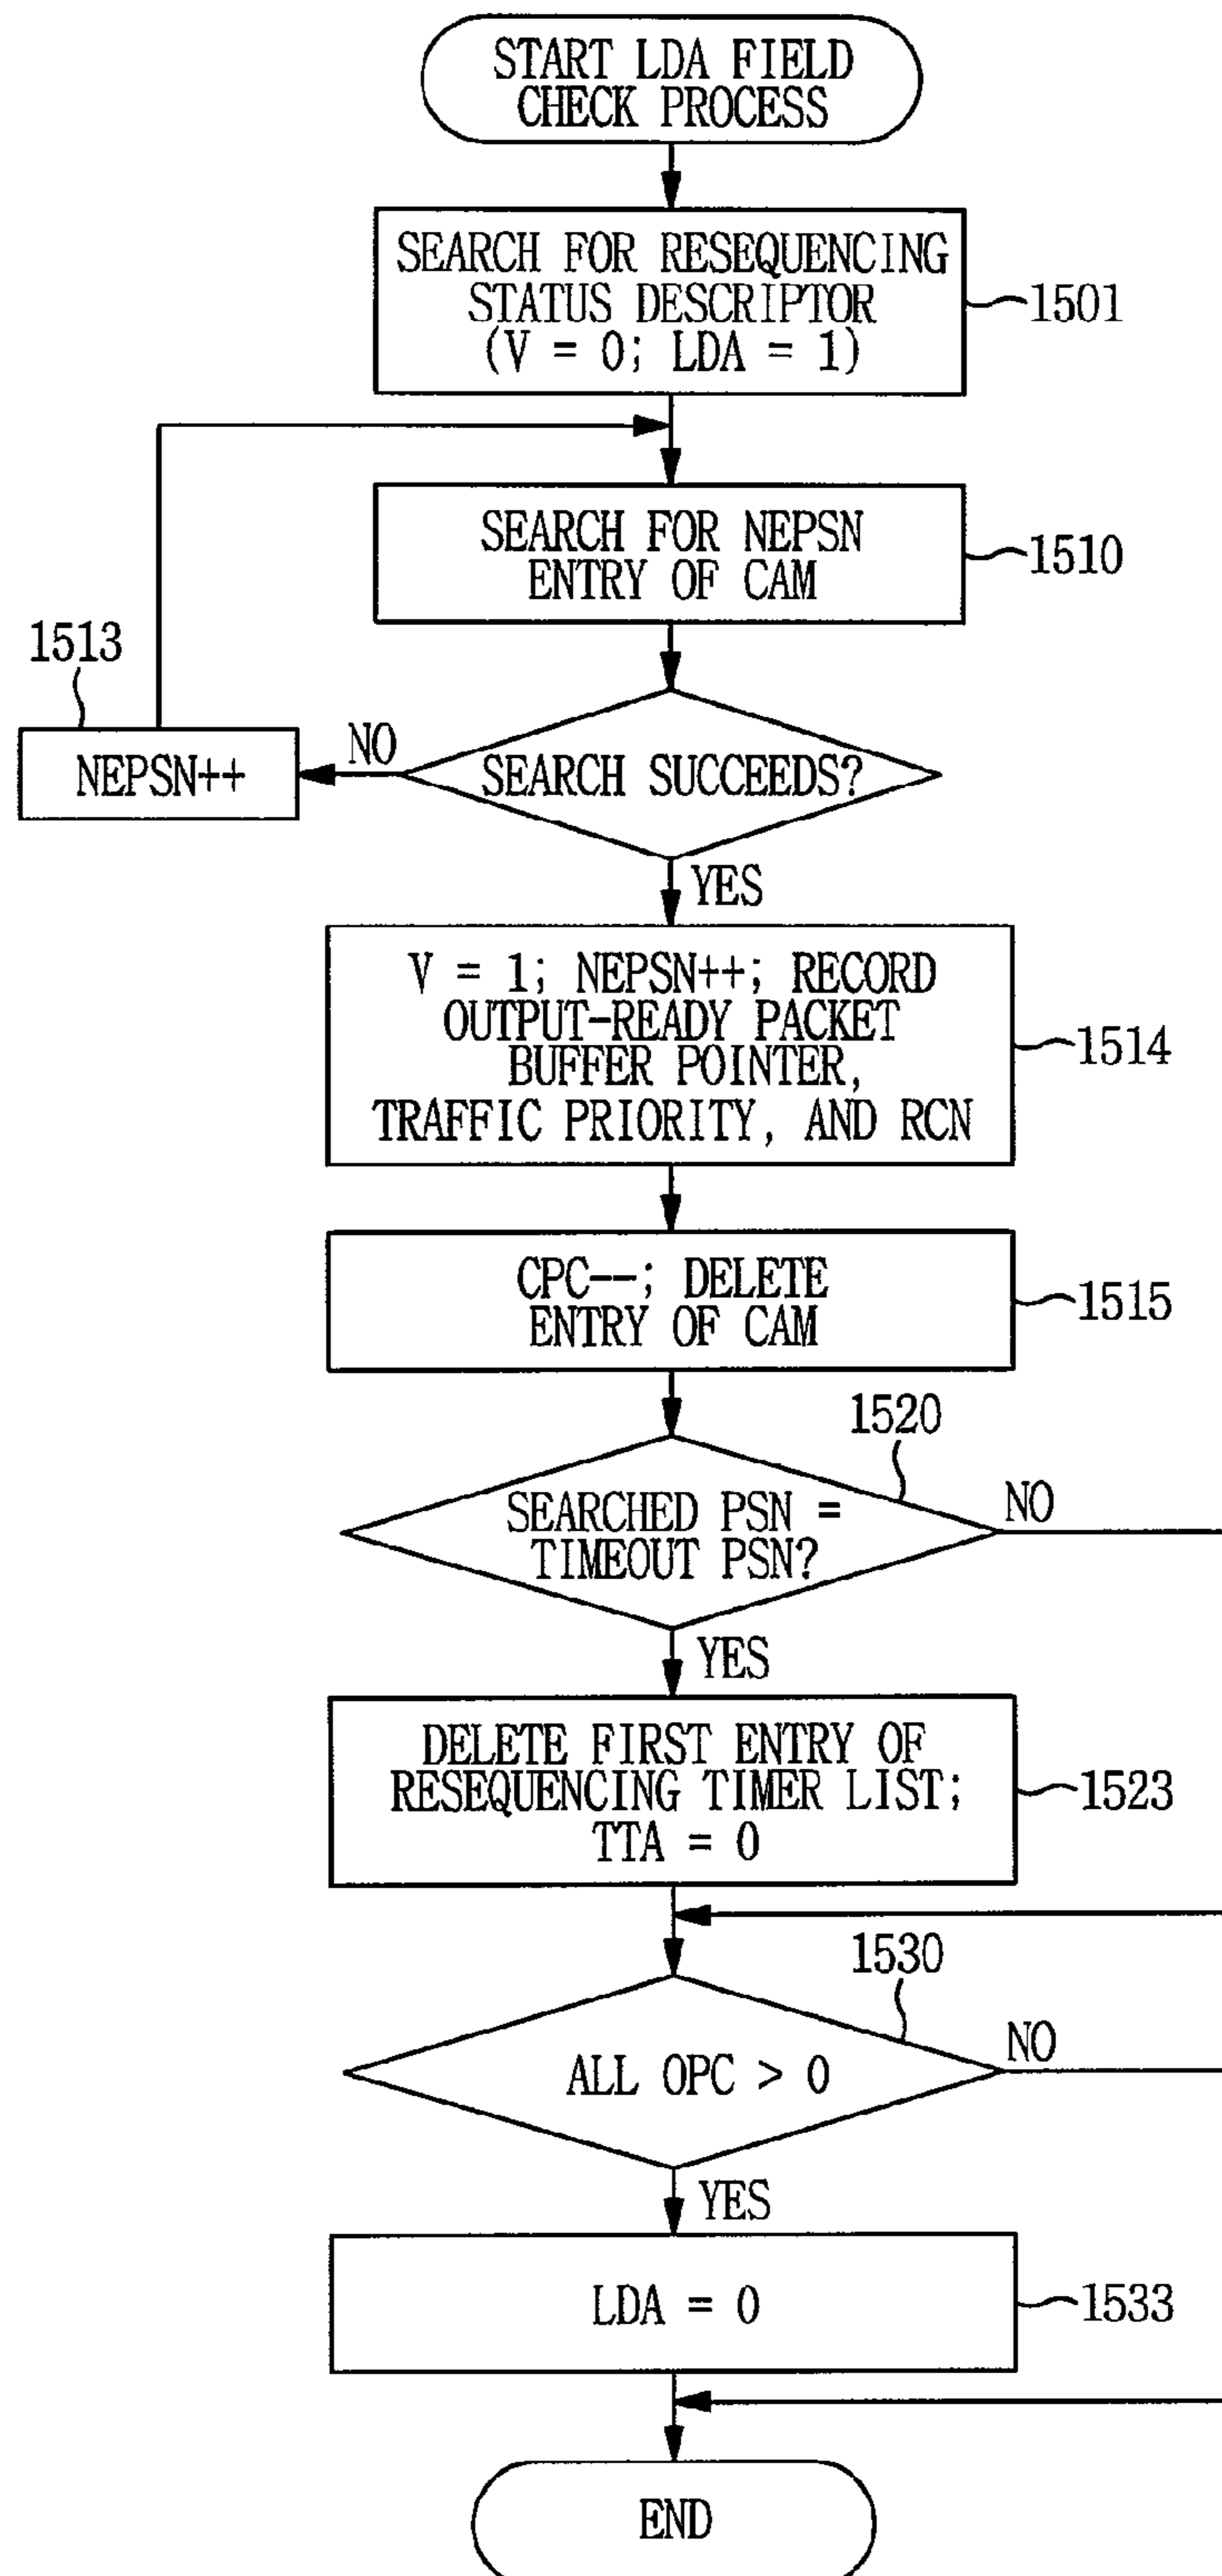 START LDA FIELD
CHECK PROCESS
SEARCH FOR RESEQUENCING
STATUS DESCRIPTOR
(V = 0; LDA = 1)
1501
SEARCH FOR NEPSN
ENTRY OF CAM
1510
1513
NEPSN++
NO
SEARCH SUCCEEDS?
YES
V = 1; NEPSN++; RECORD
OUTPUT-READY PACKET
BUFFER POINTER,
TRAFFIC PRIORITY, AND RCN
1514
CPC--; DELETE
ENTRY OF CAM
1515
1520
SEARCHED PSN =
TIMEOUT PSN?
NO
YES
DELETE FIRST ENTRY OF
RESEQUENCING TIMER LIST;
TTA = 0
1523
1530
ALL OPC > 0
NO
YES
LDA = 0
1533
END